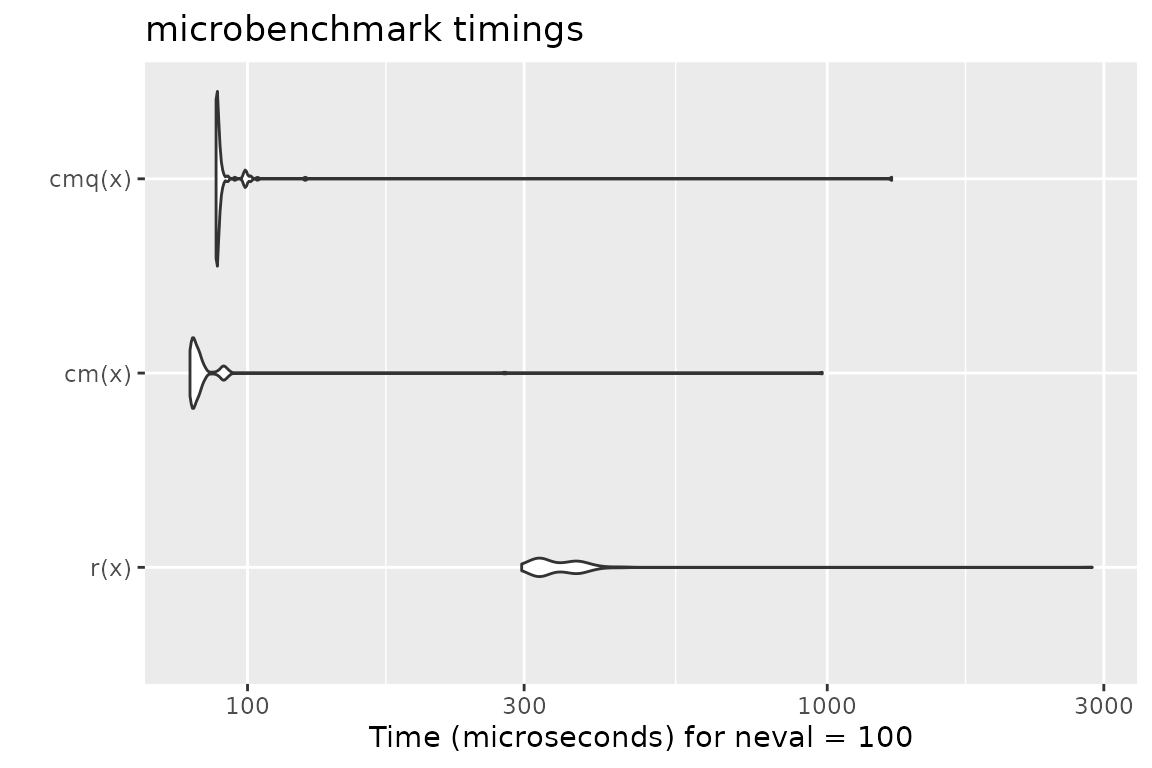 microbenchmark timings
cmq(x)
cm(x)
r(x)
100 300 1000 3000
Time (microseconds) for neval = 100